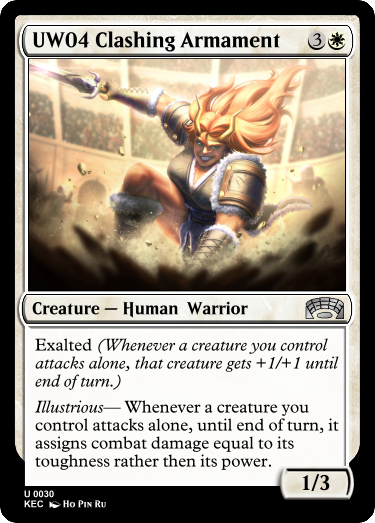 UW04 Clashing Armament 3
Creature — Human Warrior
Exalted (Whenever a creature you control
attacks alone, that creature gets +1/+1 until
end of turn.)
Illustrious— Whenever a creature you
control attacks alone, until end of turn, it
assigns combat damage equal to its
toughness rather then its power.
1/3
U 0030
KEC Ho Pin Ru